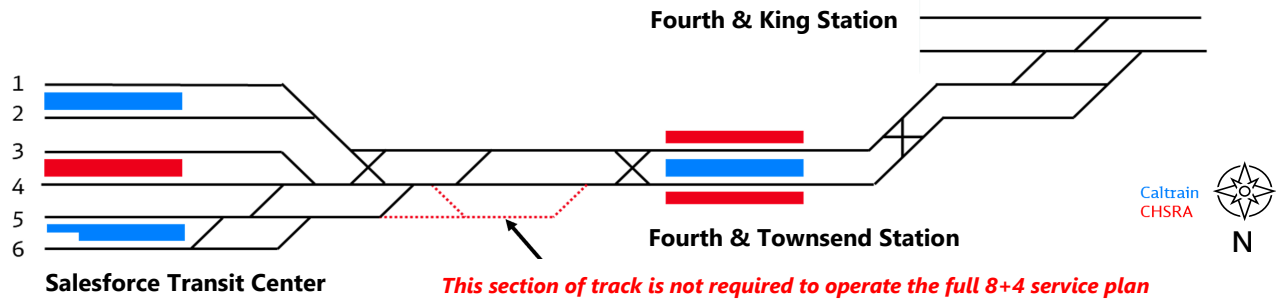 Fourth & King Station
1
2
3
4
5
6
Caltrain
CHSRA
N
Fourth & Townsend Station
Salesforce Transit Center
This section of track is not required to operate the full 8+4 service plan